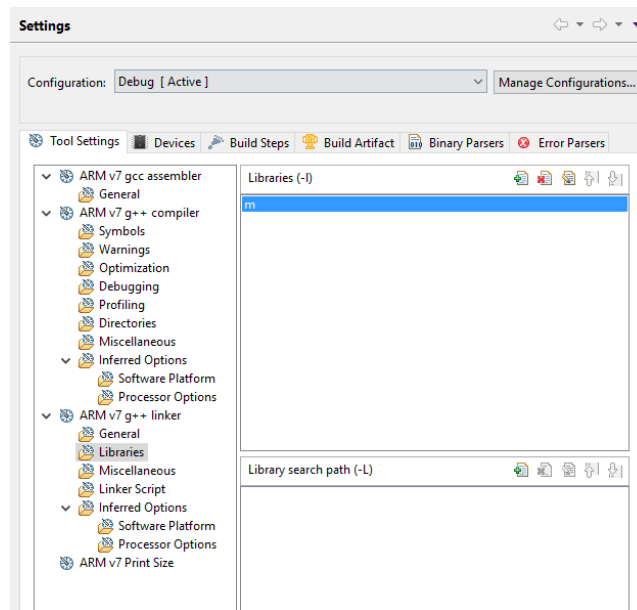 Settings
Configuration: Debug [ Active ] Manage Configurations...
Tool Settings Devices Build Steps Build Artifact Binary Parsers Error Parsers
ARM v7 gcc assembler
General
ARM v7 g++ compiler
Symbols
Warnings
Optimization
Debugging
Profiling
Directories
Miscellaneous
Inferred Options
Software Platform
Processor Options
ARM v7 g++ linker
General
Libraries
Miscellaneous
Linker Script
Inferred Options
Software Platform
Processor Options
ARM v7 Print Size
Libraries (-l)
m
Library search path (-L)